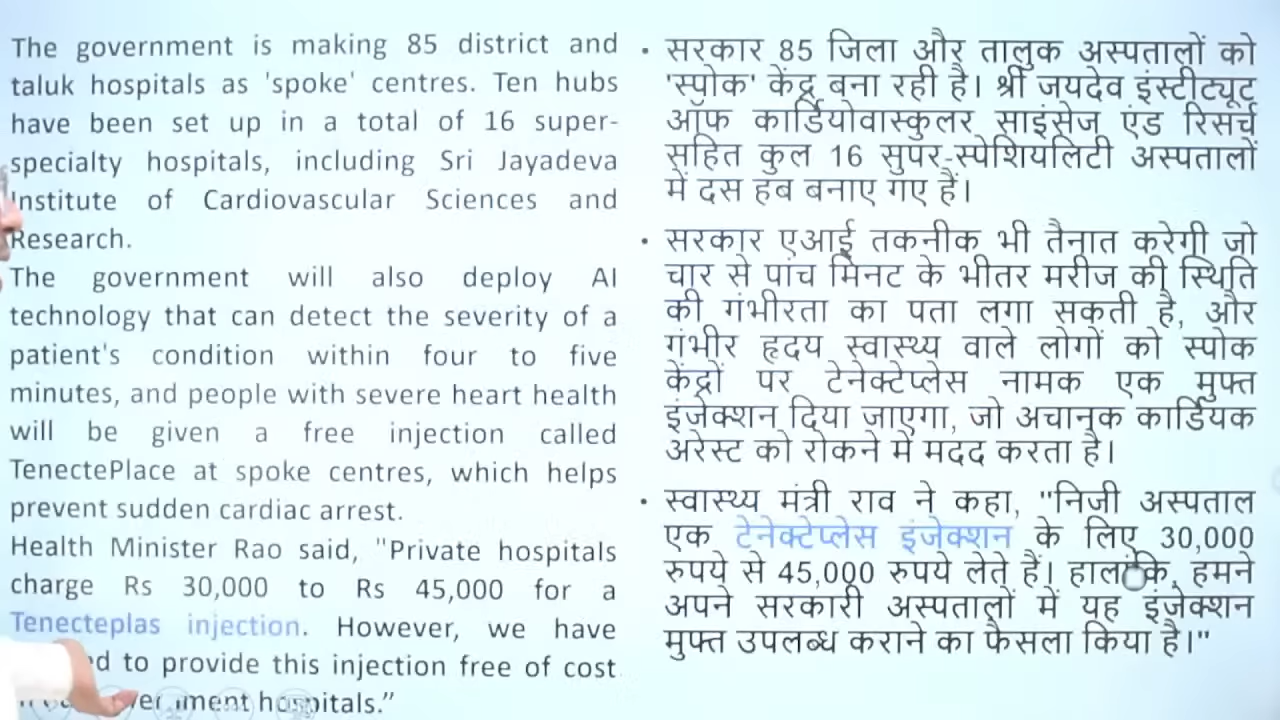 The government is making 85 district and
taluk hospitals as 'spoke' centres. Ten hubs
have been set up in a total of 16 super-
specialty hospitals, including Sri Jayadeva
Institute of Cardiovascular Sciences and
Research.
The government will also deploy AI
technology that can detect the severity of a
patient's condition within four to five
minutes, and people with severe heart health
will be given a free injection called
TenectePlace at spoke centres, which helps
prevent sudden cardiac arrest.
Health Minister Rao said, "Private hospitals
charge Rs 30,000 to Rs 45,000 for a
Tenecteplas injection. However, we have
to provide this injection free of cost
hospitals.”
• सरकार 85 जिला और तालुक अस्पतालों को
'स्पोक' केंद्र बना रही है। श्री जयदेव इंस्टीट्यूट
ऑफ कार्डियोवास्कुलर साइंसेज एंड रिसर्च
सहित कुल 16 सुपर-स्पेशियलिटी अस्पतालों
में दस हब बनाए गए हैं।
• सरकार एआई तकनीक भी तैनात करेगी जो
चार से पांच मिनट के भीतर मरीज की स्थिति
की गंभीरता का पता लगा सकती है, और
गंभीर हृदय स्वास्थ्य वाले लोगों को स्पोक
केंद्रों पर टेनेक्टेप्लेस नामक एक मुफ्त
इंजेक्शन दिया जाएगा, जो अचानक कार्डियक
अरेस्ट को रोकने में मदद करता है।
• स्वास्थ्य मंत्री राव ने कहा, "निजी अस्पताल
एक टेनेक्टेप्लेस इंजेक्शन के लिए 30,000
रुपये से 45,000 रुपये लेते हैं। हालांकि, हमने
अपने सरकारी अस्पतालों में यह इंजेक्शन
मुफ्त उपलब्ध कराने का फैसला किया है।"